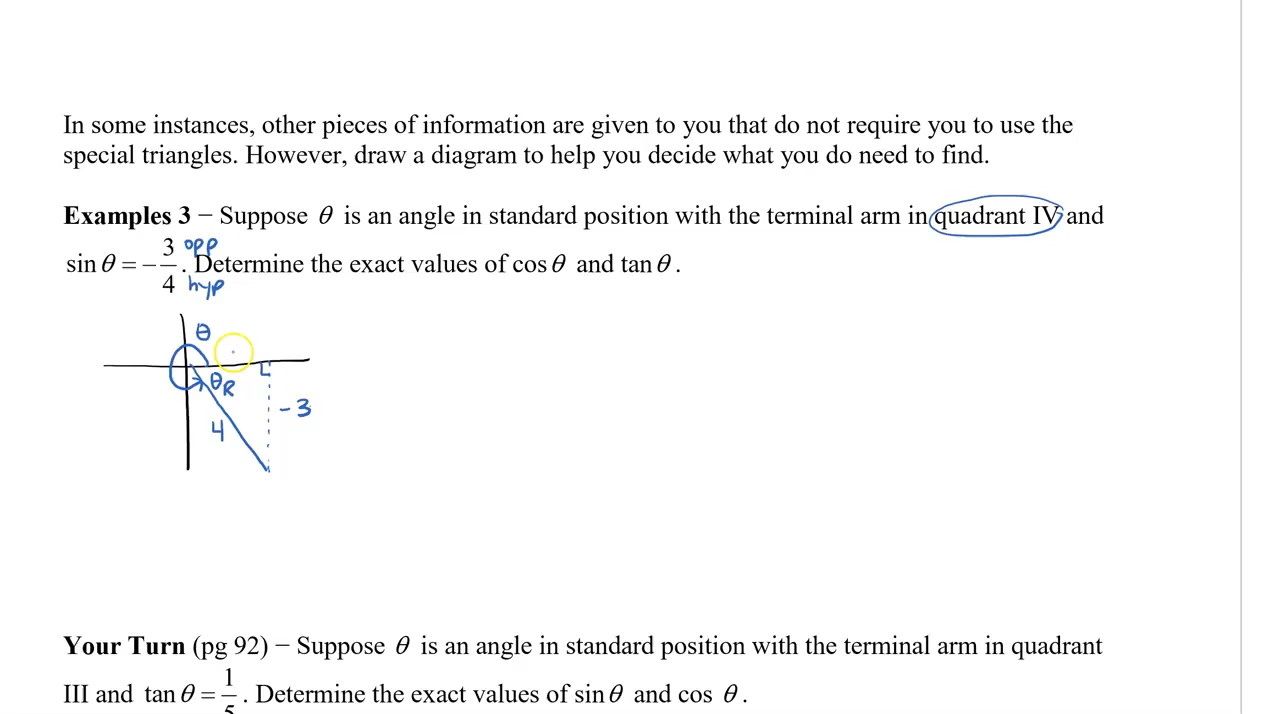 In some instances, other pieces of information are given to you that do not require you to use the
special triangles. However, draw a diagram to help you decide what you do need to find.
Examples 3 − Suppose θ is an angle in standard position with the terminal arm in quadrant IV and
sin θ = −3/4. Determine the exact values of cos θ and tan θ.
opp
hyp
θ
θR
4
-3
Your Turn (pg 92) − Suppose θ is an angle in standard position with the terminal arm in quadrant
III and tan θ = 1/5. Determine the exact values of sin θ and cos θ.